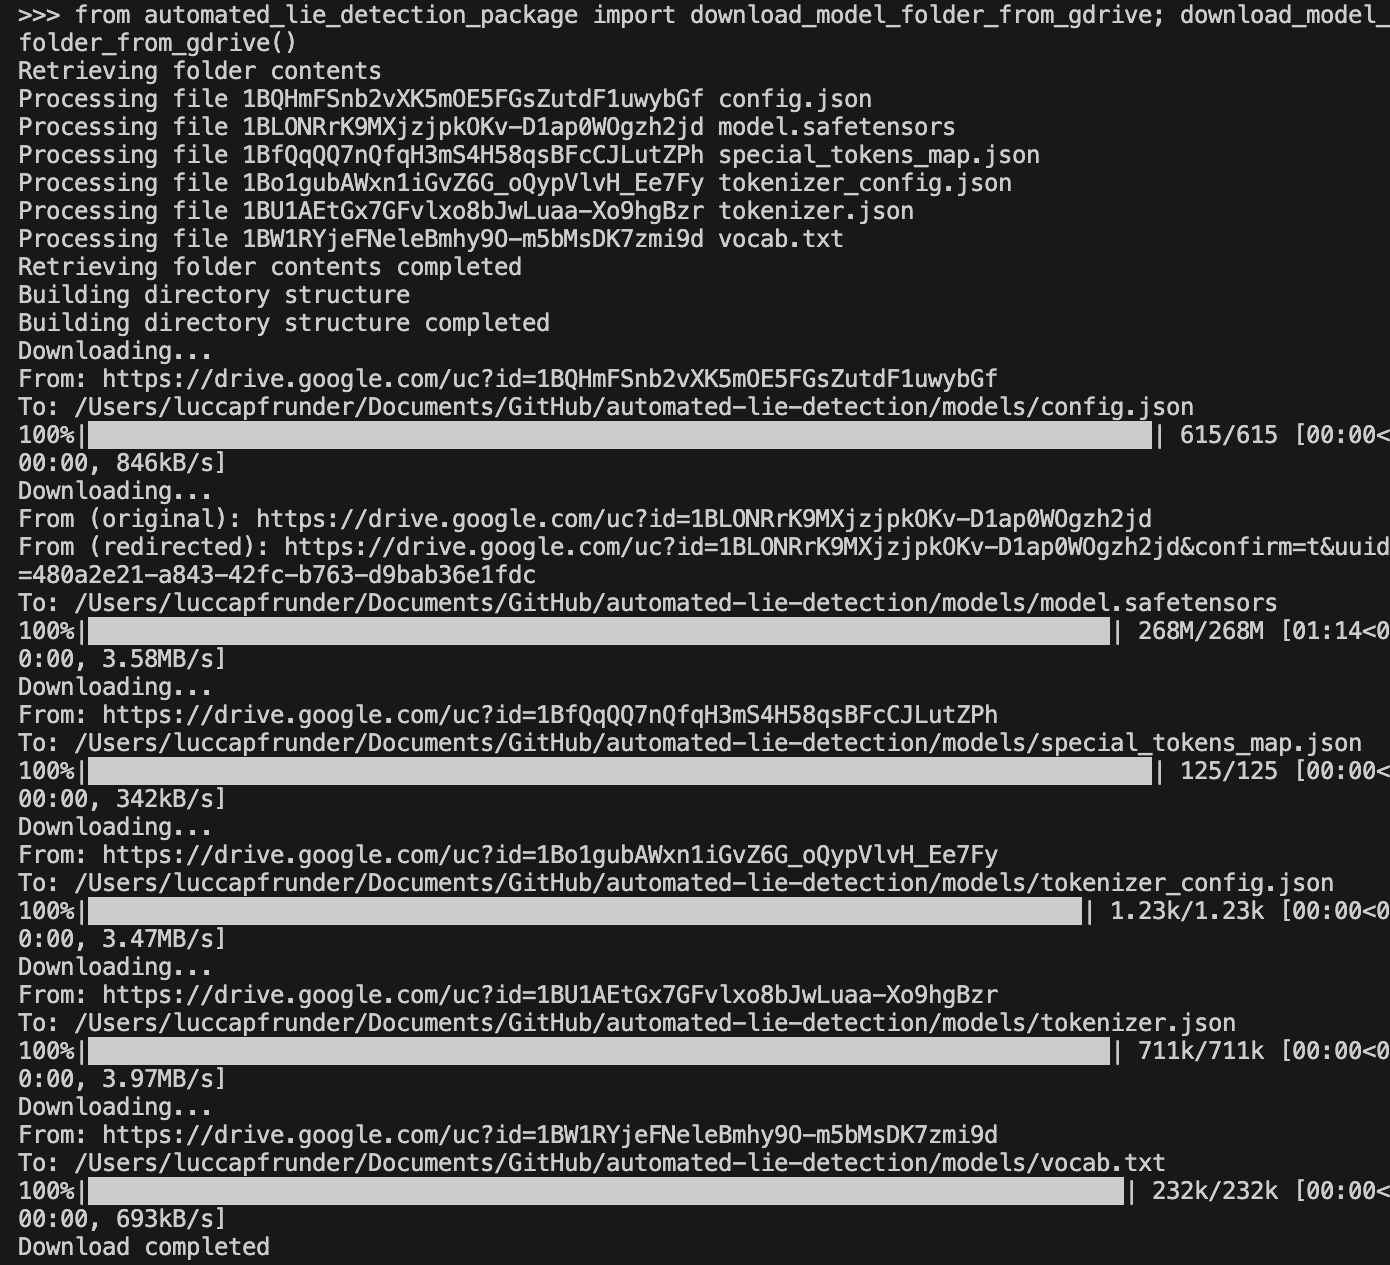 >>> from automated_lie_detection_package import download_model_folder_from_gdrive; download_model_
folder_from_gdrive()
Retrieving folder contents
Processing file 1BQHmFSnb2vXK5mOE5FGsZutdF1uwybGf config.json
Processing file 1BLONRrK9MXjzjpkOKv-D1ap0WOgzh2jd model.safetensors
Processing file 1BfQqQQ7nQfqH3mS4H58qsBFcCJLutZPh special_tokens_map.json
Processing file 1Bo1gubAWxn1iGvZ6G_oQypVlvH_Ee7Fy tokenizer_config.json
Processing file 1BU1AEtGx7GFvlxo8bJwLuaa-Xo9hgBzr tokenizer.json
Processing file 1BW1RYjeFNeleBmhy9O-m5bMsDK7zmi9d vocab.txt
Retrieving folder contents completed
Building directory structure
Building directory structure completed
Downloading...
From: https://drive.google.com/uc?id=1BQHmFSnb2vXK5mOE5FGsZutdF1uwybGf
To: /Users/luccapfrunder/Documents/GitHub/automated-lie-detection/models/config.json
100%|| 615/615 [00:00<
00:00, 846kB/s]
Downloading...
From (original): https://drive.google.com/uc?id=1BLONRrK9MXjzjpkOKv-D1ap0WOgzh2jd
From (redirected): https://drive.google.com/uc?id=1BLONRrK9MXjzjpkOKv-D1ap0WOgzh2jd&confirm=t&uuid
=480a2e21-a843-42fc-b763-d9bab36e1fdc
To: /Users/luccapfrunder/Documents/GitHub/automated-lie-detection/models/model.safetensors
100%|| 268M/268M [01:14<0
0:00, 3.58MB/s]
Downloading...
From: https://drive.google.com/uc?id=1BfQqQQ7nQfqH3mS4H58qsBFcCJLutZPh
To: /Users/luccapfrunder/Documents/GitHub/automated-lie-detection/models/special_tokens_map.json
100%|| 125/125 [00:00<
00:00, 342kB/s]
Downloading...
From: https://drive.google.com/uc?id=1Bo1gubAWxn1iGvZ6G_oQypVlvH_Ee7Fy
To: /Users/luccapfrunder/Documents/GitHub/automated-lie-detection/models/tokenizer_config.json
100%|| 1.23k/1.23k [00:00<0
0:00, 3.47MB/s]
Downloading...
From: https://drive.google.com/uc?id=1BU1AEtGx7GFvlxo8bJwLuaa-Xo9hgBzr
To: /Users/luccapfrunder/Documents/GitHub/automated-lie-detection/models/tokenizer.json
100%|| 711k/711k [00:00<0
0:00, 3.97MB/s]
Downloading...
From: https://drive.google.com/uc?id=1BW1RYjeFNeleBmhy9O-m5bMsDK7zmi9d
To: /Users/luccapfrunder/Documents/GitHub/automated-lie-detection/models/vocab.txt
100%|| 232k/232k [00:00<
00:00, 693kB/s]
Download completed